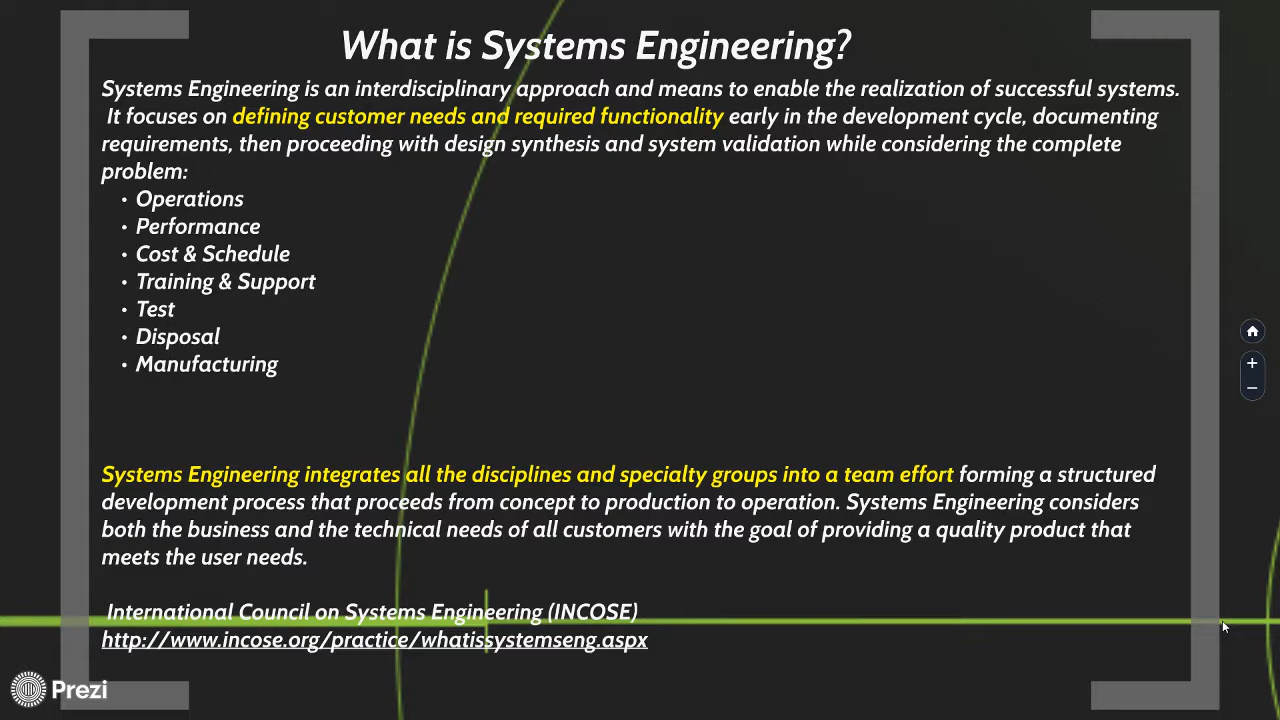 What is Systems Engineering?
Systems Engineering is an interdisciplinary approach and means to enable the realization of successful systems.
It focuses on defining customer needs and required functionality early in the development cycle, documenting
requirements, then proceeding with design synthesis and system validation while considering the complete
problem:
• Operations
• Performance
• Cost & Schedule
• Training & Support
• Test
• Disposal
• Manufacturing
Systems Engineering integrates all the disciplines and specialty groups into a team effort forming a structured
development process that proceeds from concept to production to operation. Systems Engineering considers
both the business and the technical needs of all customers with the goal of providing a quality product that
meets the user needs.
International Council on Systems Engineering (INCOSE)
http://www.incose.org/practice/whatissystemseng.aspx
Prezi